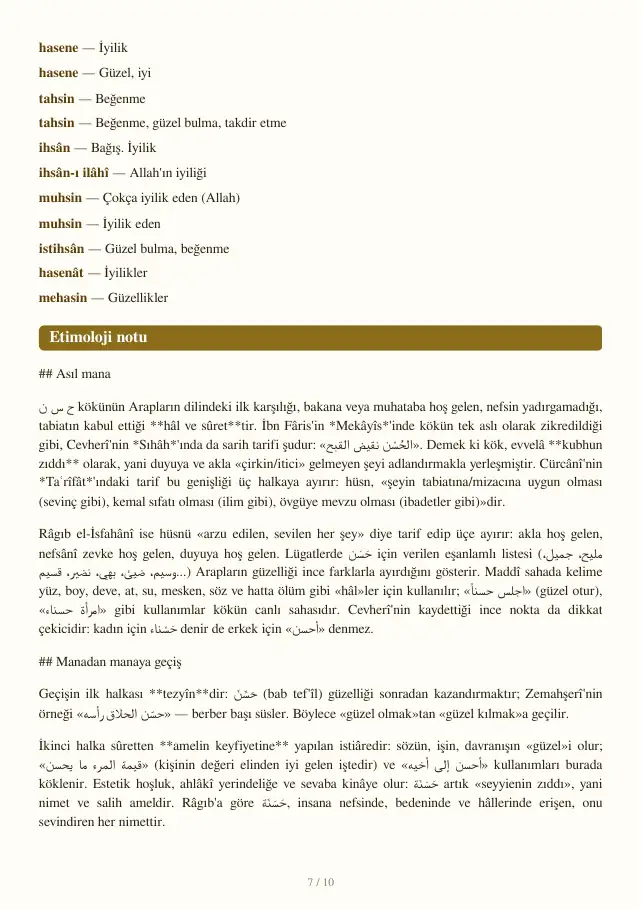 hasene — İyilik
hasene — Güzel, iyi
tahsin — Beğenme
tahsin — Beğenme, güzel bulma, takdir etme
ihsân — Bağış. İyilik
ihsân-ı ilâhî — Allah'ın iyiliği
muhsin — Çokça iyilik eden (Allah)
muhsin — İyilik eden
istihsân — Güzel bulma, beğenme
hasenât — İyilikler
mehasin — Güzellikler
Etimoloji notu
## Asıl mana
ح س ن kökünün Arapların dilindeki ilk karşılığı, bakana veya muhataba hoş gelen, nefsin yadırgamadığı,
tabiatın kabul ettiği **hâl ve sûret**tir. İbn Fâris'in *Mekâyîs*'inde kökün tek aslı olarak zikredildiği
gibi, Cevherî'nin *Sıhâh*'ında da sarih tarifi şudur: «الحُسْن نقيض القبح». Demek ki kök, evvelâ **kubhun
zıddı** olarak, yani duyuya ve akla «çirkin/itici» gelmeyen şeyi adlandırmakla yerleşmiştir. Cürcânî'nin
*Taʿrîfât*'ındaki tarif bu genişliği üç halkaya ayırır: hüsn, «şeyin tabiatına/mizacına uygun olması
(sevinç gibi), kemal sıfatı olması (ilim gibi), övgüye mevzu olması (ibadetler gibi)»dir.
Râgıb el-İsfahânî ise hüsnü «arzu edilen, sevilen her şey» diye tarif edip üçe ayırır: akla hoş gelen,
nefsânî zevke hoş gelen, duyuya hoş gelen. Lügatlerde حَسَن için verilen eşanlamlı listesi (مليح، جميل،
وسيم، ضيئ، بهي، نضير، قسيم...) Arapların güzelliği ince farklarla ayırdığını gösterir. Maddî sahada kelime
yüz, boy, deve, at, su, mesken, söz ve hatta ölüm gibi «hâl»ler için kullanılır; «اجلس حسناً» (güzel otur),
«امرأة حسناء» gibi kullanımlar kökün canlı sahasıdır. Cevherî'nin kaydettiği ince nokta da dikkat
çekicidir: kadın için حَسْناء denir de erkek için «أحسن» denmez.
## Manadan manaya geçiş
Geçişin ilk halkası **tezyîn**dir: حَسّنَ (bab tef'îl) güzelliği sonradan kazandırmaktır; Zemahşerî'nin
örneği «حسّن الحلاق رأسه» — berber başı süsler. Böylece «güzel olmak»tan «güzel kılmak»a geçilir.
İkinci halka sûretten **amelin keyfiyetine** yapılan istiâredir: sözün, işin, davranışın «güzel»i olur;
«قيمة المرء ما يحسن» (kişinin değeri elinden iyi gelen iştedir) ve «أحسن إلى أخيه» kullanımları burada
köklenir. Estetik hoşluk, ahlâkî yerindeliğe ve sevaba kinâye olur: حَسَنَة artık «seyyienin zıddı», yani
nimet ve salih ameldir. Râgıb'a göre حَسَنَة, insana nefsinde, bedeninde ve hâllerinde erişen, onu
sevindiren her nimettir.
7 / 10